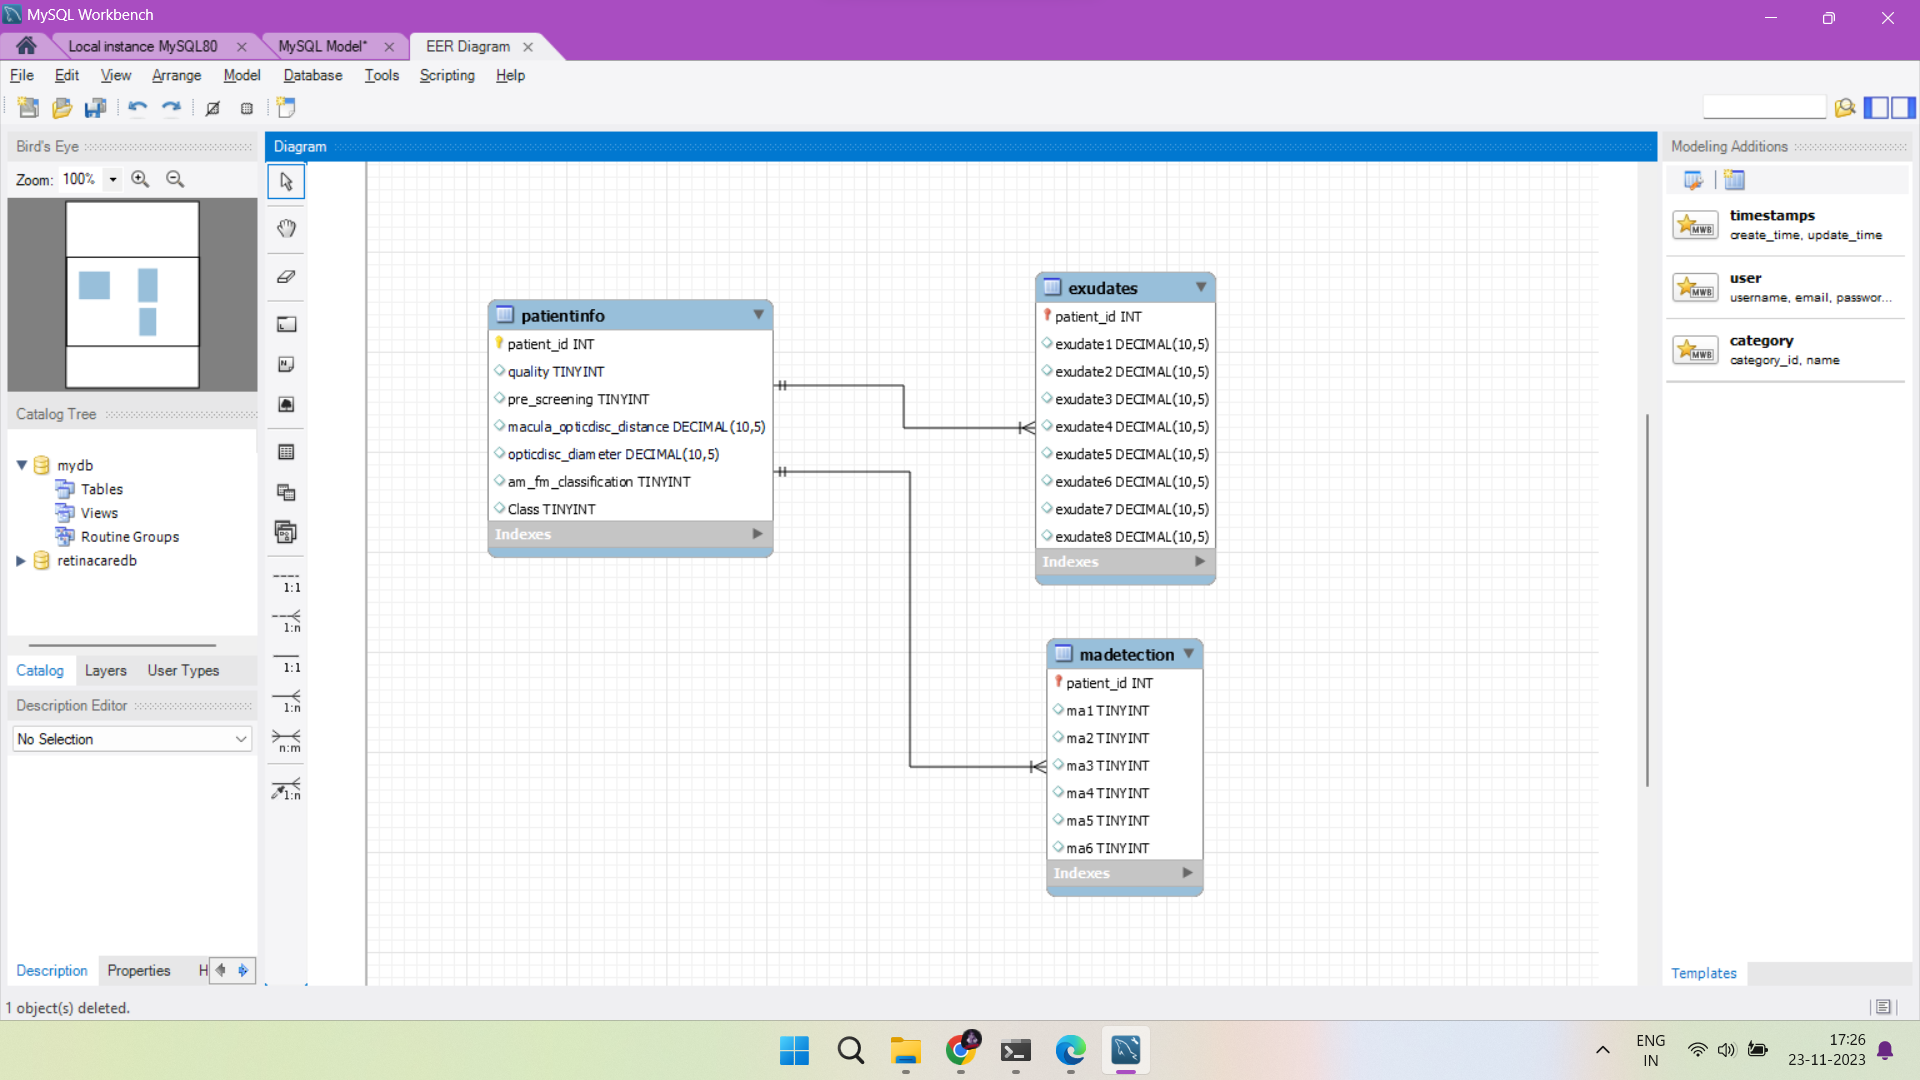 MySQL Workbench
Local instance MySQL80
MySQL Model*
EER Diagram
File Edit View Arrange Model Database Tools Scripting Help
Bird's Eye
Zoom: 100%
Catalog Tree
mydb
Tables
Views
Routine Groups
retinacaredb
Catalog Layers User Types
Description Editor
No Selection
Description Properties H
1 object(s) deleted.
Diagram
1:1
1:n
1:1
1:n
n:m
1:n
patientinfo
patient_id INT
quality TINYINT
pre_screening TINYINT
macula_opticdisc_distance DECIMAL(10,5)
opticdisc_diameter DECIMAL(10,5)
am_fm_classification TINYINT
Class TINYINT
Indexes
exudates
patient_id INT
exudate1 DECIMAL(10,5)
exudate2 DECIMAL(10,5)
exudate3 DECIMAL(10,5)
exudate4 DECIMAL(10,5)
exudate5 DECIMAL(10,5)
exudate6 DECIMAL(10,5)
exudate7 DECIMAL(10,5)
exudate8 DECIMAL(10,5)
Indexes
madetection
patient_id INT
ma1 TINYINT
ma2 TINYINT
ma3 TINYINT
ma4 TINYINT
ma5 TINYINT
ma6 TINYINT
Indexes
Modeling Additions
MWB
timestamps
create_time, update_time
MWB
user
username, email, passwor...
MWB
category
category_id, name
Templates
ENG
IN
17:26
23-11-2023